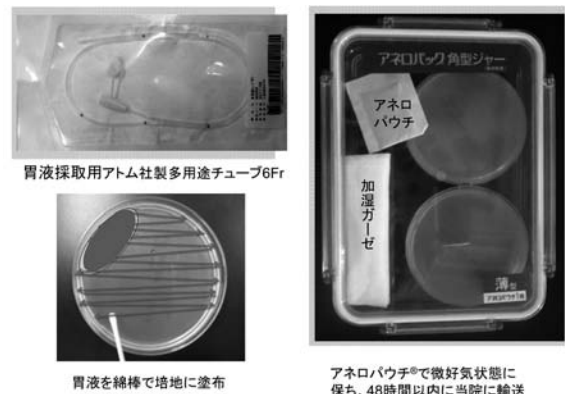 胃液採取用アトム社製多用途チューブ6Fr
胃液を綿棒で培地に塗布
アネロパック 角型ジャー
アネロ
パウチ
加湿ガーゼ
薄型
アネロパウチ®で微好気状態に
保ち、48時間以内に当院に輸送